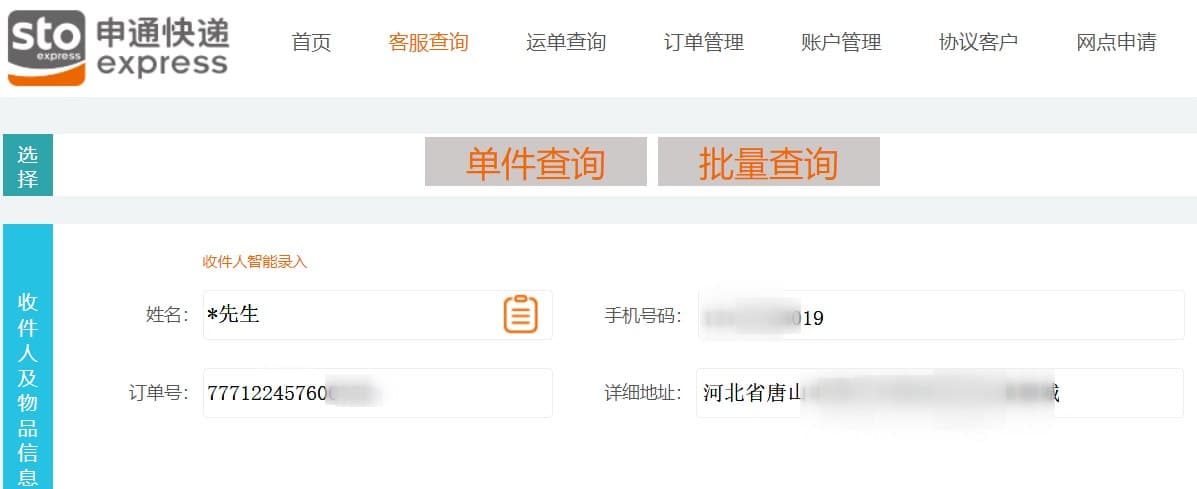 sto express 申通快递 express
首页 客服查询 运单查询 订单管理 账户管理 协议客户 网点申请
选择
单件查询 批量查询
收件人及物品信息
收件人智能录入
姓名: *先生
手机号码: 019
订单号: 777122457600
详细地址: 河北省唐山